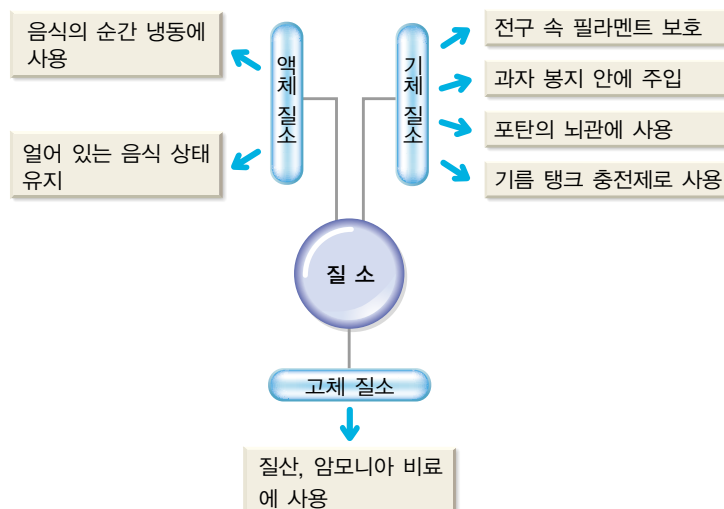 음식의 순간 냉동에
사용
얼어 있는 음식 상태
유지
액체 질소
기체 질소
전구 속 필라멘트 보호
과자 봉지 안에 주입
포탄의 뇌관에 사용
기름 탱크 충전제로 사용
질 소
고체 질소
질산, 암모니아 비료
에 사용